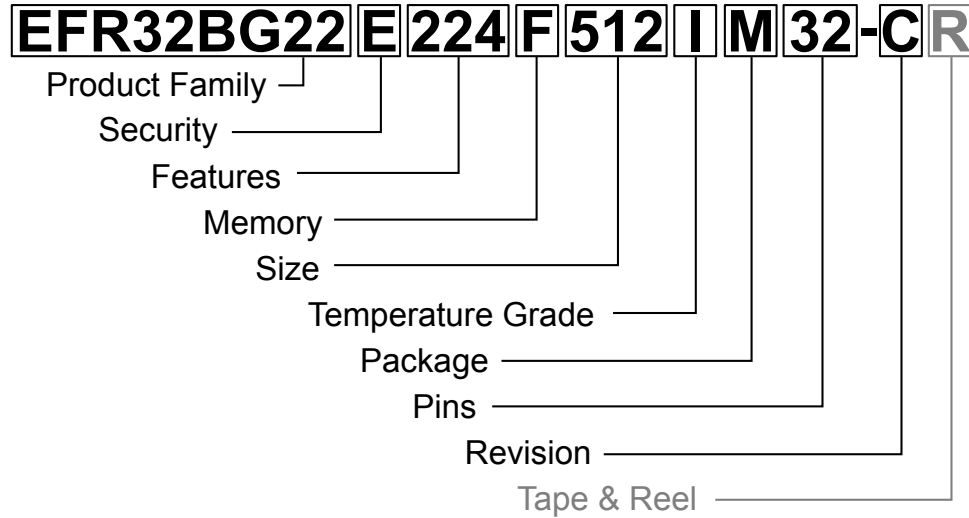 EFR32BG22 E 224 F 512 I M 32-C R
Product Family
Security
Features
Memory
Size
Temperature Grade
Package
Pins
Revision
Tape & Reel